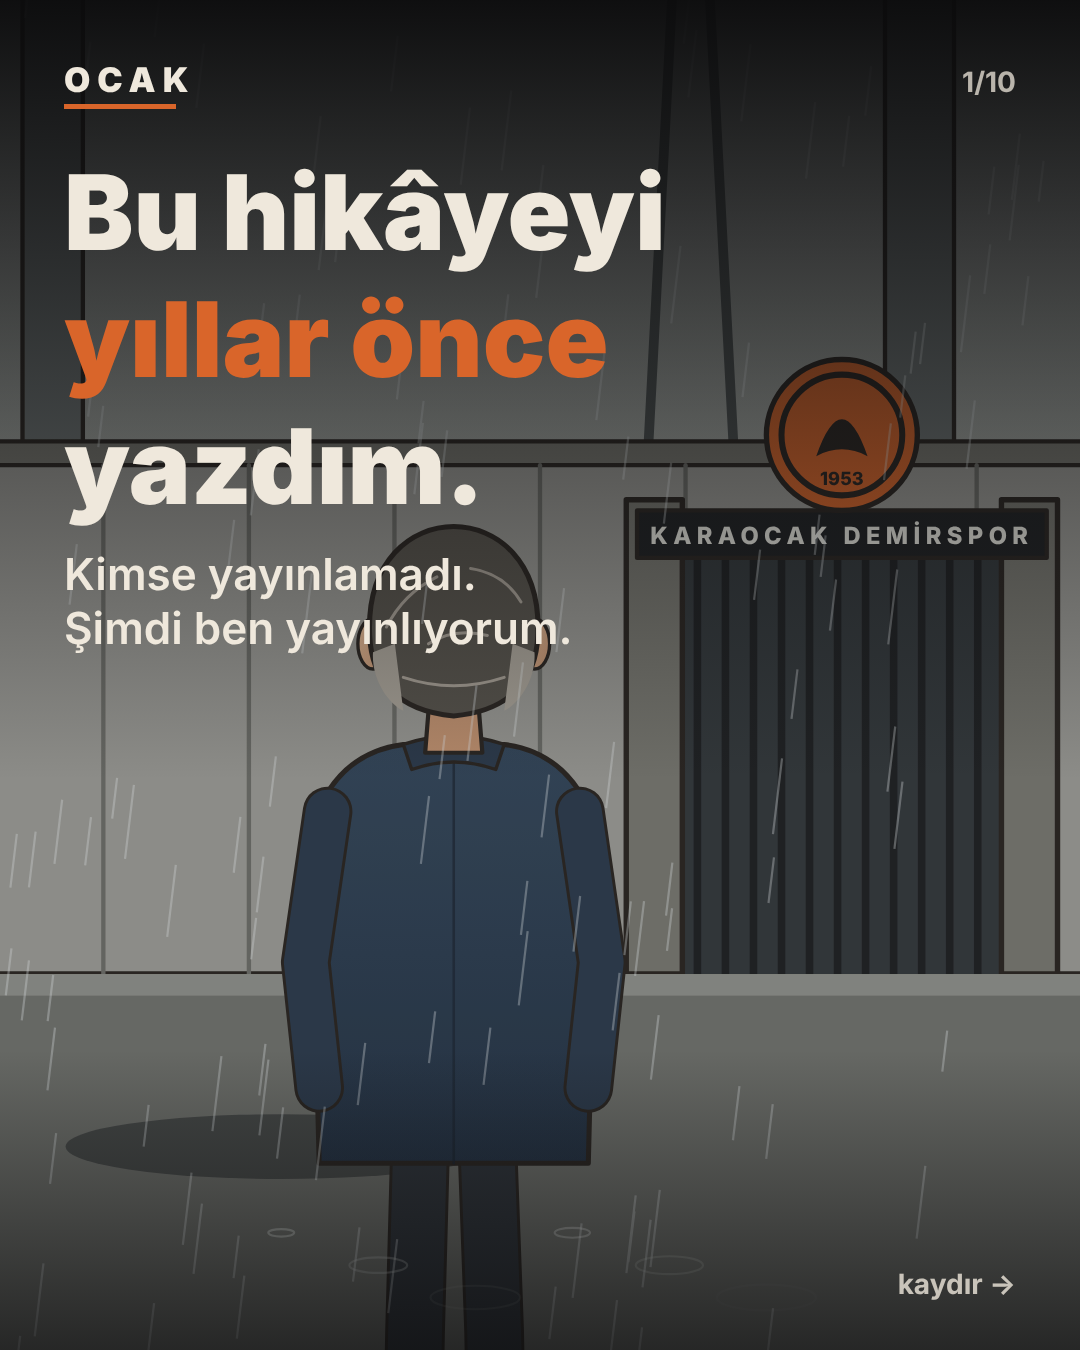 OCAK
1/10
Bu hikâyeyi
yıllar önce
yazdım.
Kimse yayınlamadı.
Şimdi ben yayınlıyorum.
1953
KARAOCAK DEMİRSPOR
kaydır →